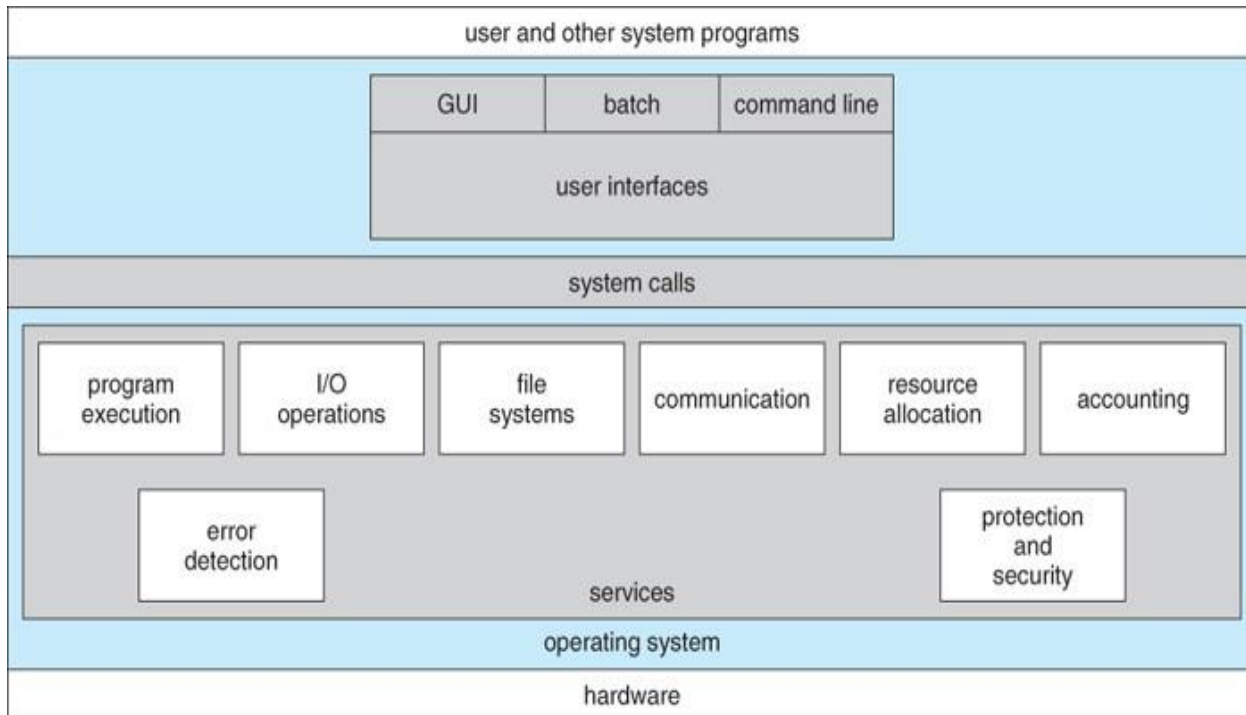 user and other system programs
GUI
batch
command line
user interfaces
system calls
program
execution
I/O
operations
file
systems
communication
resource
allocation
accounting
error
detection
protection
and
security
services
operating system
hardware